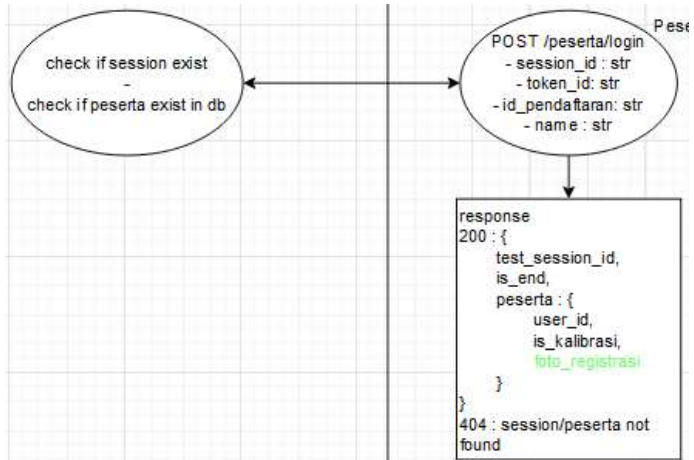 check if session exist
-
check if peserta exist in db
POST /peserta/login
- session_id : str
- token_id: str
- id_pendaftaran: str
- name : str
response
200 : {
test_session_id,
is_end,
peserta : {
user_id,
is_kalibrasi,
foto_registrasi
}
}
404 : session/peserta not
found